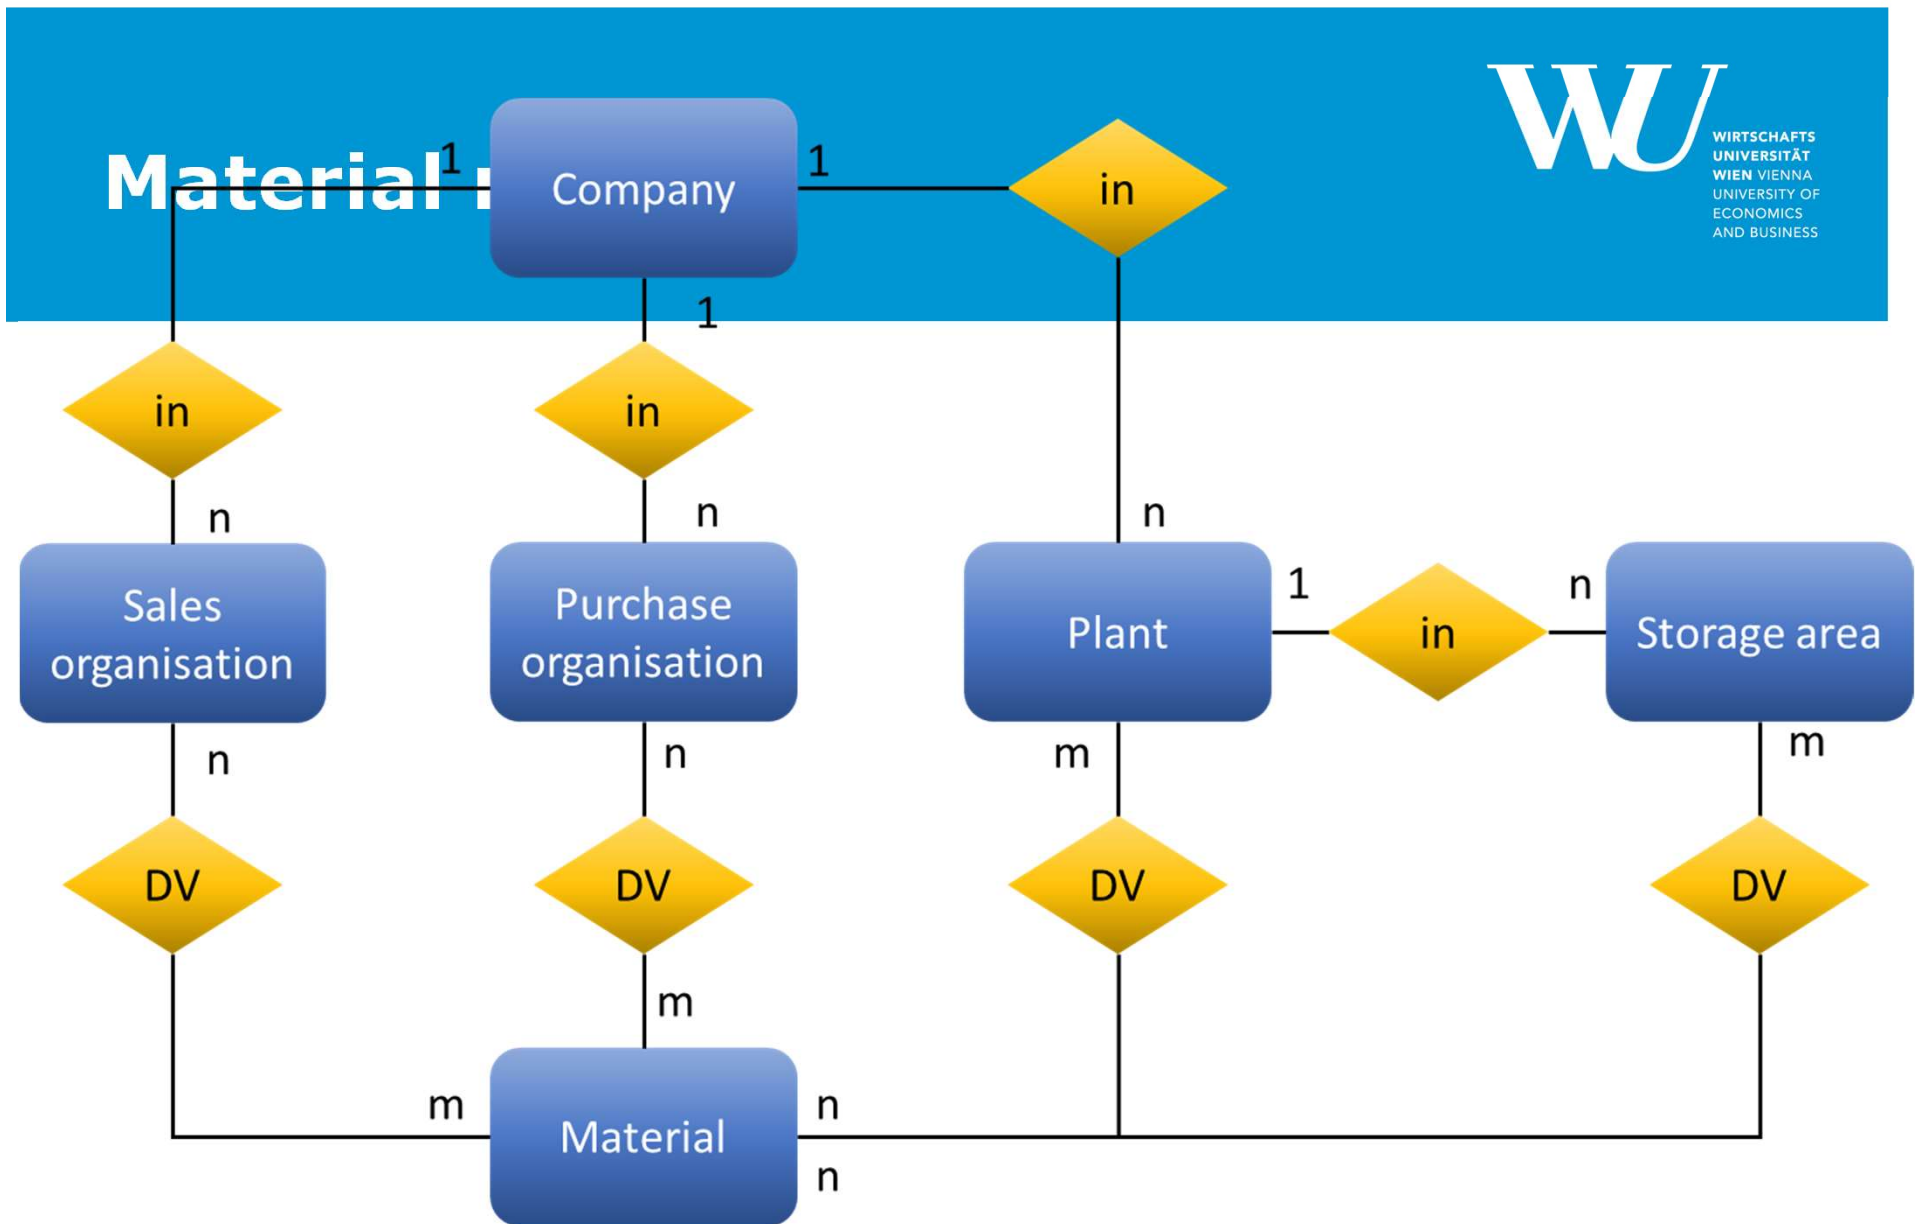 Material
WU
WIRTSCHAFTS
UNIVERSITÄT
WIEN VIENNA
UNIVERSITY OF
ECONOMICS
AND BUSINESS
1
Company
1
in
1
in
in
n
n
n
Sales
organisation
Purchase
organisation
Plant
1
in
n
Storage area
n
n
m
m
DV
DV
DV
DV
m
m
Material
n
n